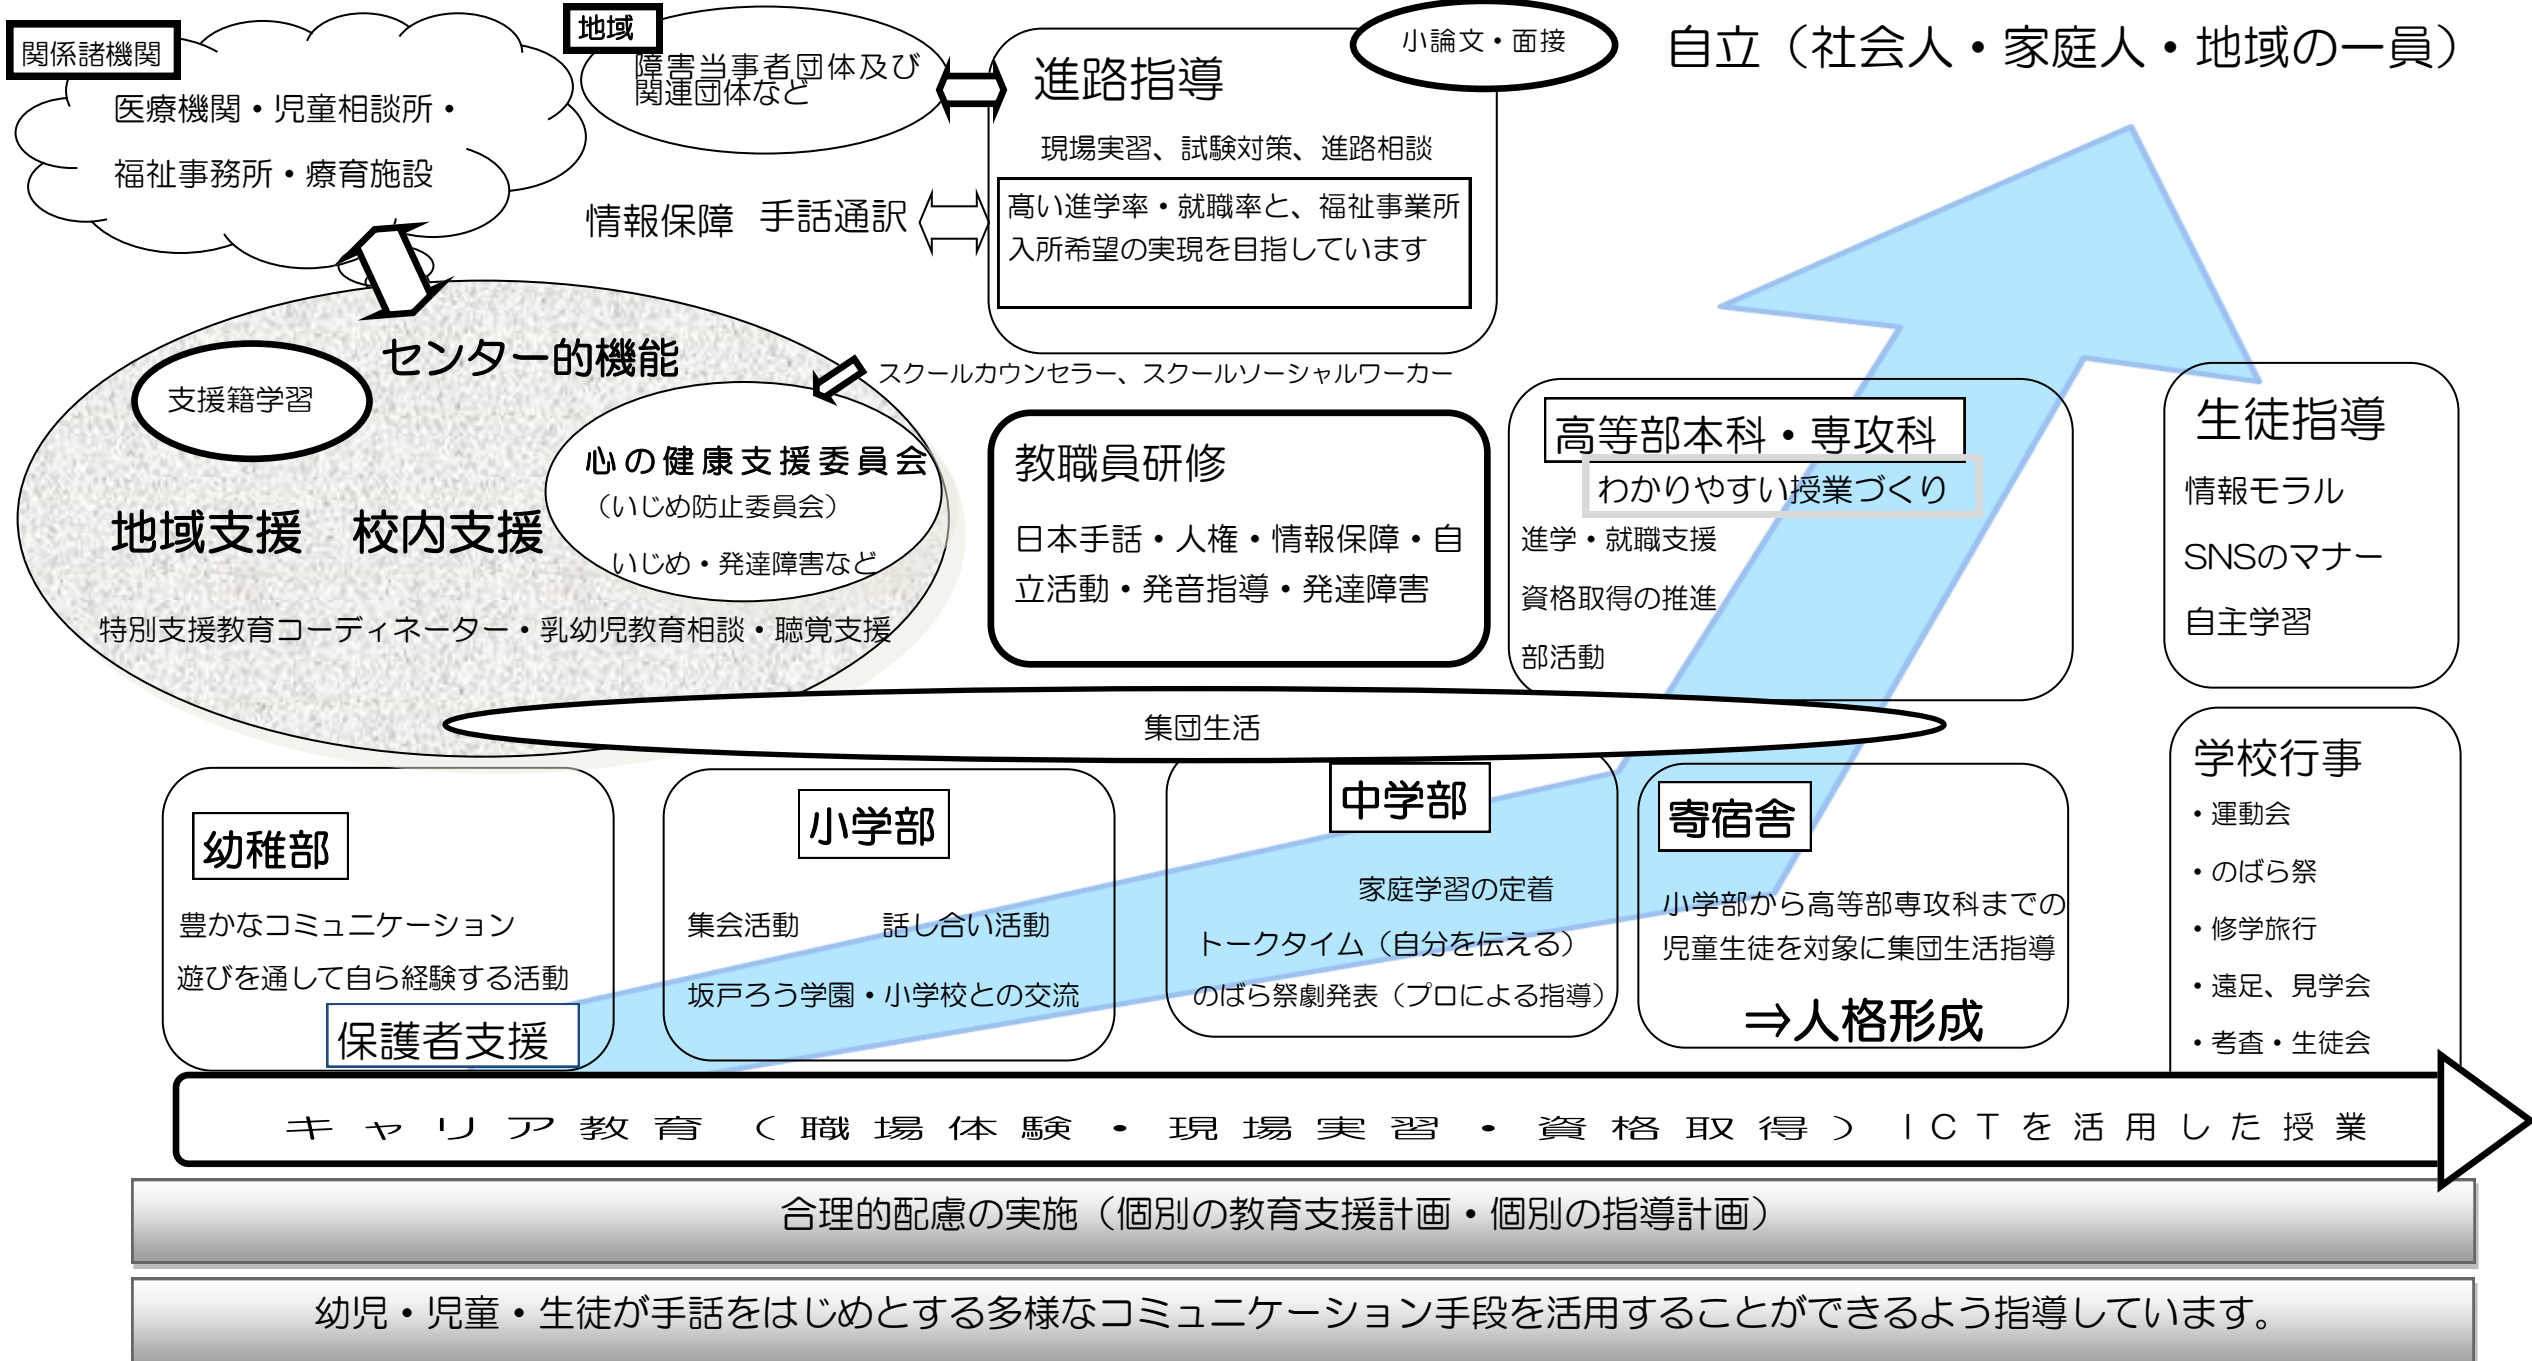 関係諸機関
医療機関・児童相談所・
福祉事務所・療育施設
地域
障害当事者団体及び
関連団体など
進路指導
小論文・面接
現場実習、試験対策、進路相談
髙い進学率・就職率と、福祉事業所
入所希望の実現を目指しています
自立（社会人・家庭人・地域の一員）
情報保障 手話通訳
センター的機能
支援籍学習
スクールカウンセラー、スクールソーシャルワーカー
心の健康支援委員会
（いじめ防止委員会）
いじめ・発達障害など
地域支援　校内支援
特別支援教育コーディネーター・乳幼児教育相談・聴覚支援
教職員研修
日本手話・人権・情報保障・自
立活動・発音指導・発達障害
高等部本科・専攻科
わかりやすい授業づくり
進学・就職支援
資格取得の推進
部活動
生徒指導
情報モラル
SNSのマナー
自主学習
集団生活
幼稚部
豊かなコミュニケーション
遊びを通して自ら経験する活動
保護者支援
小学部
集会活動　話し合い活動
坂戸ろう学園・小学校との交流
中学部
家庭学習の定着
トークタイム（自分を伝える）
のばら祭劇発表（プロによる指導）
寄宿舎
小学部から高等部専攻科までの
児童生徒を対象に集団生活指導
⇒人格形成
学校行事
・運動会
・のばら祭
・修学旅行
・遠足、見学会
・考査・生徒会
キャリア教育（職場体験・現場実習・資格取得）ICTを活用した授業
合理的配慮の実施（個別の教育支援計画・個別の指導計画）
幼児・児童・生徒が手話をはじめとする多様なコミュニケーション手段を活用することができるよう指導しています。